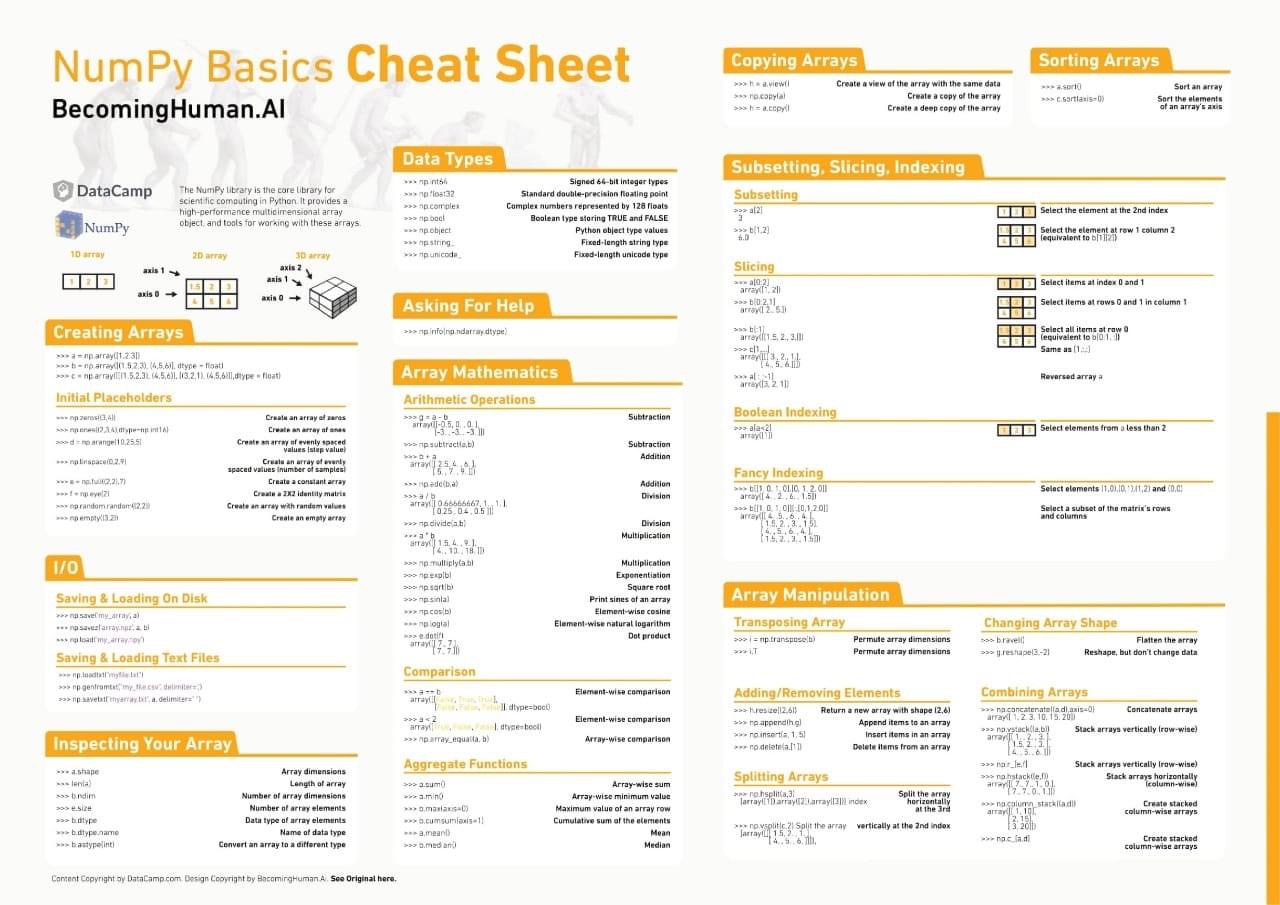 NumPy Basics Cheat Sheet
BecomingHuman.AI
DataCamp
NumPy
The NumPy library is the core library for
scientific computing in Python. It provides a
high-performance multidimensional array
object, and tools for working with these arrays.
1D array
2D array
3D array
axis 1
axis 0
axis 2
axis 1
axis 0
1 2 3
1.5 2 3
4 5 6
Creating Arrays
>>> a = np.array([1,2,3])
>>> b = np.array([(1.5,2,3), (4,5,6)], dtype = float)
>>> c = np.array([[(1.5,2,3), (4,5,6)], [(3,2,1), (4,5,6)]],dtype = float)
Initial Placeholders
>>> np.zeros((3,4)) Create an array of zeros
>>> np.ones((2,3,4),dtype=np.int16) Create an array of ones
>>> d = np.arange(10,25,5) Create an array of evenly spaced
values (step value)
>>> np.linspace(0,2,9) Create an array of evenly
spaced values (number of samples)
>>> e = np.full((2,2),7) Create a constant array
>>> f = np.eye(2) Create a 2X2 identity matrix
>>> np.random.random((2,2)) Create an array with random values
>>> np.empty((3,2)) Create an empty array
I/O
Saving & Loading On Disk
>>> np.save('my_array', a)
>>> np.savez('array.npz', a, b)
>>> np.load('my_array.npy')
Saving & Loading Text Files
>>> np.loadtxt("myfile.txt")
>>> np.genfromtxt("my_file.csv", delimiter=',')
>>> np.savetxt("myarray.txt", a, delimiter=" ")
Inspecting Your Array
>>> a.shape Array dimensions
>>> len(a) Length of array
>>> b.ndim Number of array dimensions
>>> e.size Number of array elements
>>> b.dtype Data type of array elements
>>> b.dtype.name Name of data type
>>> b.astype(int) Convert an array to a different type
Data Types
>>> np.int64 Signed 64-bit integer types
>>> np.float32 Standard double-precision floating point
>>> np.complex Complex numbers represented by 128 floats
>>> np.bool Boolean type storing TRUE and FALSE
>>> np.object Python object type values
>>> np.string_ Fixed-length string type
>>> np.unicode_ Fixed-length unicode type
Asking For Help
>>> np.info(np.ndarray.dtype)
Array Mathematics
Arithmetic Operations
>>> g = a - b Subtraction
array([[-0.5, 0. , 0. ],
[-3. , -3. , -3. ]])
>>> np.subtract(a,b) Subtraction
>>> b + a Addition
array([[ 2.5, 4. , 6. ],
[ 5. , 7. , 9. ]])
>>> np.add(b,a) Addition
>>> a / b Division
array([[ 0.66666667, 1. , 1. ],
[ 0.25 , 0.4 , 0.5 ]])
>>> np.divide(a,b) Division
>>> a * b Multiplication
array([[ 1.5, 4. , 9. ],
[ 4. , 10. , 18. ]])
>>> np.multiply(a,b) Multiplication
>>> np.exp(b) Exponentiation
>>> np.sqrt(b) Square root
>>> np.sin(a) Print sines of an array
>>> np.cos(b) Element-wise cosine
>>> np.log(a) Element-wise natural logarithm
>>> e.dot(f) Dot product
array([[ 7., 7.],
[ 7., 7.]])
Comparison
>>> a == b Element-wise comparison
array([[False, True, True],
[False, False, False]], dtype=bool)
>>> a < 2 Element-wise comparison
array([True, False, False], dtype=bool)
>>> np.array_equal(a, b) Array-wise comparison
Aggregate Functions
>>> a.sum() Array-wise sum
>>> a.min() Array-wise minimum value
>>> b.max(axis=0) Maximum value of an array row
>>> b.cumsum(axis=1) Cumulative sum of the elements
>>> a.mean() Mean
>>> b.median() Median
Copying Arrays
>>> h = a.view() Create a view of the array with the same data
>>> np.copy(a) Create a copy of the array
>>> h = a.copy() Create a deep copy of the array
Sorting Arrays
>>> a.sort() Sort an array
>>> c.sort(axis=0) Sort the elements
of an array's axis
Subsetting, Slicing, Indexing
Subsetting
>>> a[2] 1 2 3 Select the element at the 2nd index
3
>>> b[1,2] 1.5 2 3 Select the element at row 1 column 2
6.0 4 5 6 (equivalent to b[1][2])
Slicing
>>> a[0:2] 1 2 3 Select items at index 0 and 1
array([1, 2])
>>> b[0:2,1] 1.5 2 3 Select items at rows 0 and 1 in column 1
array([ 2., 5.]) 4 5 6
>>> b[:1] 1.5 2 3 Select all items at row 0
array([[1.5, 2., 3.]]) 4 5 6 (equivalent to b[0:1, :])
>>> c[1,...] Same as [1,:,:]
array([[[ 3., 2., 1.],
[ 4., 5., 6.]]])
>>> a[ : :-1] Reversed array a
array([3, 2, 1])
Boolean Indexing
>>> a[a<2] 1 2 3 Select elements from a less than 2
array([1])
Fancy Indexing
>>> b[[1, 0, 1, 0],[0, 1, 2, 0]] Select elements (1,0),(0,1),(1,2) and (0,0)
array([ 4. , 2. , 6. , 1.5])
>>> b[[1, 0, 1, 0]][:,[0,1,2,0]] Select a subset of the matrix's rows
array([[ 4. ,5. , 6. , 4. ], and columns
[ 1.5, 2. , 3. , 1.5],
[ 4. , 5. , 6. , 4. ],
[ 1.5, 2. , 3. , 1.5]])
Array Manipulation
Transposing Array
>>> i = np.transpose(b) Permute array dimensions
>>> i.T Permute array dimensions
Adding/Removing Elements
>>> h.resize((2,6)) Return a new array with shape (2,6)
>>> np.append(h,g) Append items to an array
>>> np.insert(a, 1, 5) Insert items in an array
>>> np.delete(a,[1]) Delete items from an array
Splitting Arrays
>>> np.hsplit(a,3) Split the array
[array([1]),array([2]),array([3])] index horizontally
at the 3rd
>>> np.vsplit(c,2) Split the array vertically at the 2nd index
[array([[[ 1.5, 2. , 1. ],
[ 4. , 5. , 6. ]]]),
Changing Array Shape
>>> b.ravel() Flatten the array
>>> g.reshape(3,-2) Reshape, but don't change data
Combining Arrays
>>> np.concatenate((a,d),axis=0) Concatenate arrays
array([ 1, 2, 3, 10, 15, 20])
>>> np.vstack((a,b)) Stack arrays vertically (row-wise)
array([[ 1. , 2. , 3. ],
[ 1.5, 2. , 3. ],
[ 4. , 5. , 6. ]])
>>> np.r_[e,f] Stack arrays vertically (row-wise)
>>> np.hstack((e,f)) Stack arrays horizontally
array([[ 7., 7., 1., 0.], (column-wise)
[ 7., 7., 0., 1.]])
>>> np.column_stack((a,d)) Create stacked
array([[ 1, 10], column-wise arrays
[ 2, 15],
[ 3, 20]])
>>> np.c_[a,d] Create stacked
column-wise arrays
Content Copyright by DataCamp.com. Design Copyright by BecomingHuman.Ai. See Original here.